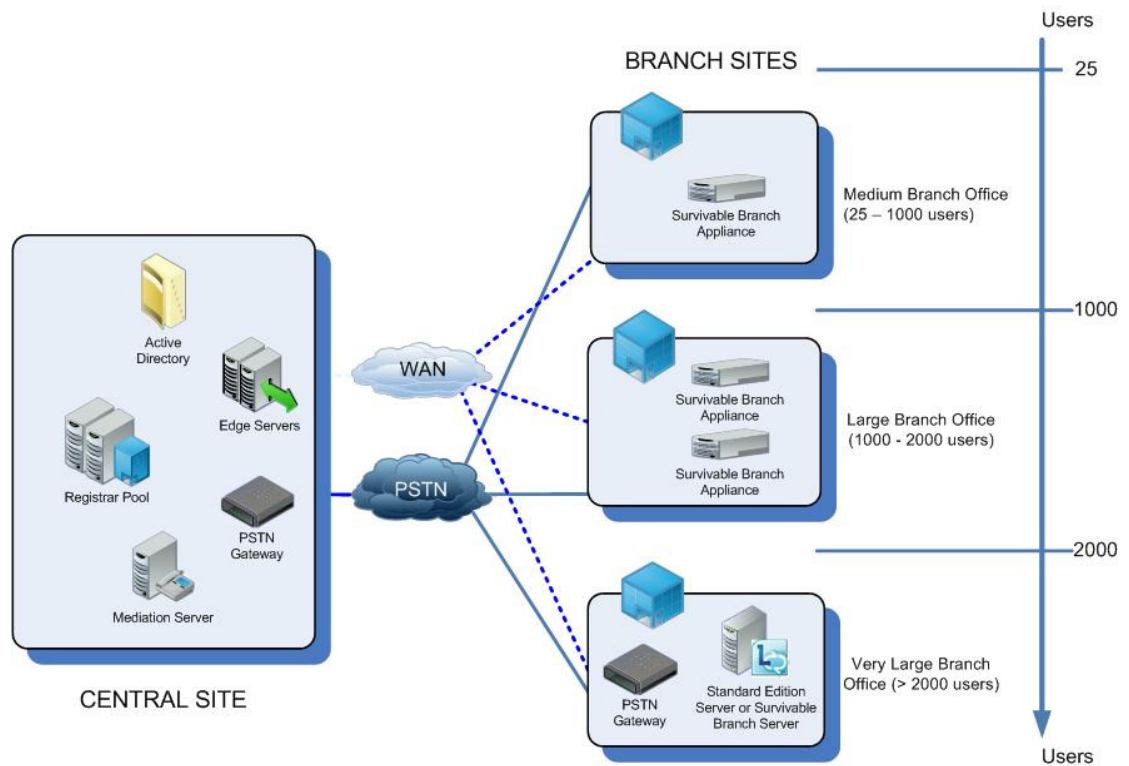 Users
BRANCH SITES
25
Survivable Branch
Appliance
Medium Branch Office
(25 – 1000 users)
1000
Active
Directory
Edge Servers
Registrar Pool
PSTN
Gateway
Mediation Server
CENTRAL SITE
WAN
PSTN
Survivable Branch
Appliance
Survivable Branch
Appliance
Large Branch Office
(1000 - 2000 users)
2000
PSTN
Gateway
Standard Edition
Server or Survivable
Branch Server
Very Large Branch
Office (> 2000 users)
Users